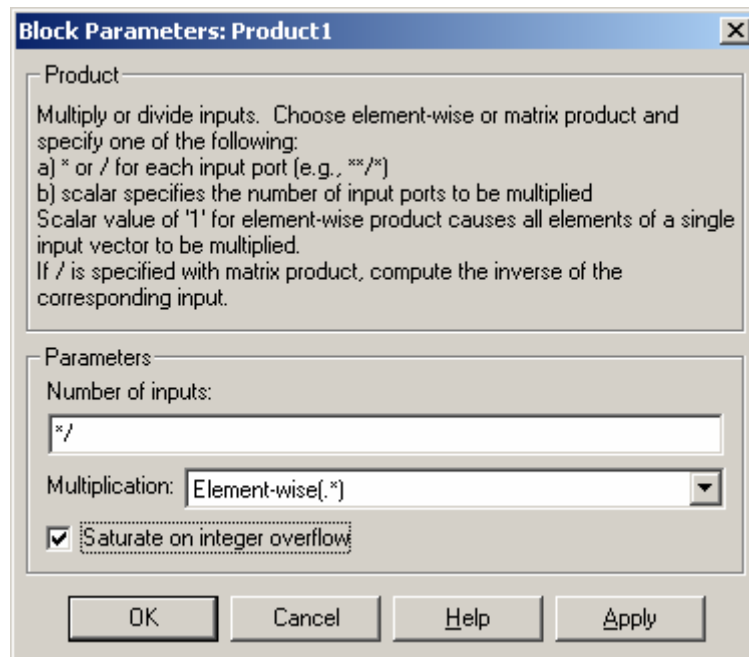 Block Parameters: Product1
Product
Multiply or divide inputs. Choose element-wise or matrix product and
specify one of the following:
a) * or / for each input port (e.g., **/*)
b) scalar specifies the number of input ports to be multiplied
Scalar value of '1' for element-wise product causes all elements of a single
input vector to be multiplied.
If / is specified with matrix product, compute the inverse of the
corresponding input.
Parameters
Number of inputs:
*/
Multiplication: Element-wise(.*)
Saturate on integer overflow
OK Cancel Help Apply